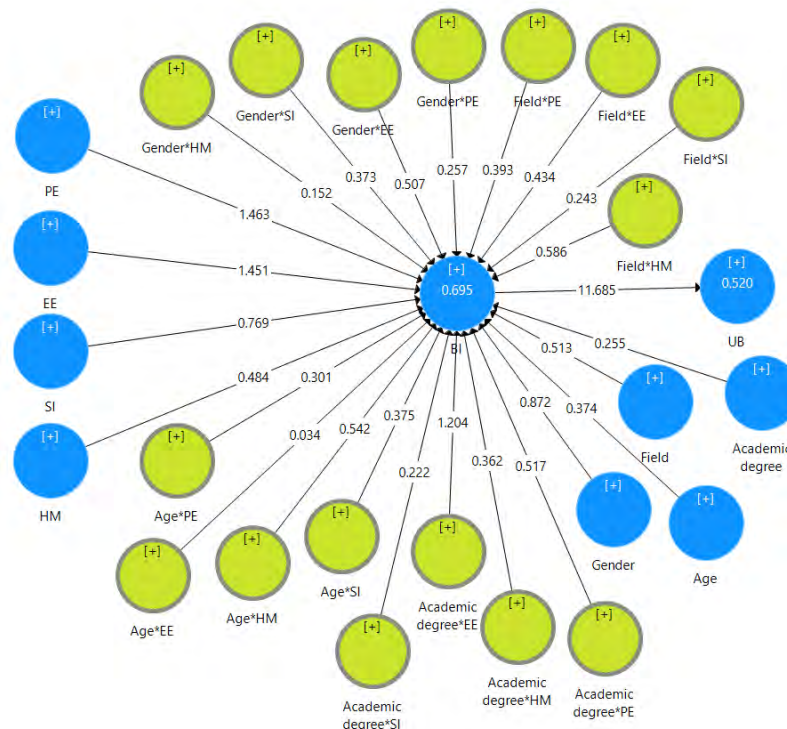 [+]
Gender*PE
[+]
Field*PE
[+]
Gender*SI
[+]
Gender*EE
[+]
Field*EE
[+]
Gender*HM
[+]
Field*SI
[+]
PE
[+]
Field*HM
[+]
EE
[+]
SI
[+]
HM
[+]
0.695
BI
[+]
0.520
UB
0.152
0.373
0.507
0.257
0.393
0.434
0.243
0.586
1.463
1.451
0.769
0.484
11.685
0.301
0.034
0.542
0.375
0.222
1.204
0.362
0.517
0.872
0.374
0.513
0.255
[+]
Academic
degree
[+]
Field
[+]
Gender
[+]
Age
[+]
Age*PE
[+]
Age*EE
[+]
Age*HM
[+]
Age*SI
[+]
Academic
degree*EE
[+]
Academic
degree*SI
[+]
Academic
degree*HM
[+]
Academic
degree*PE